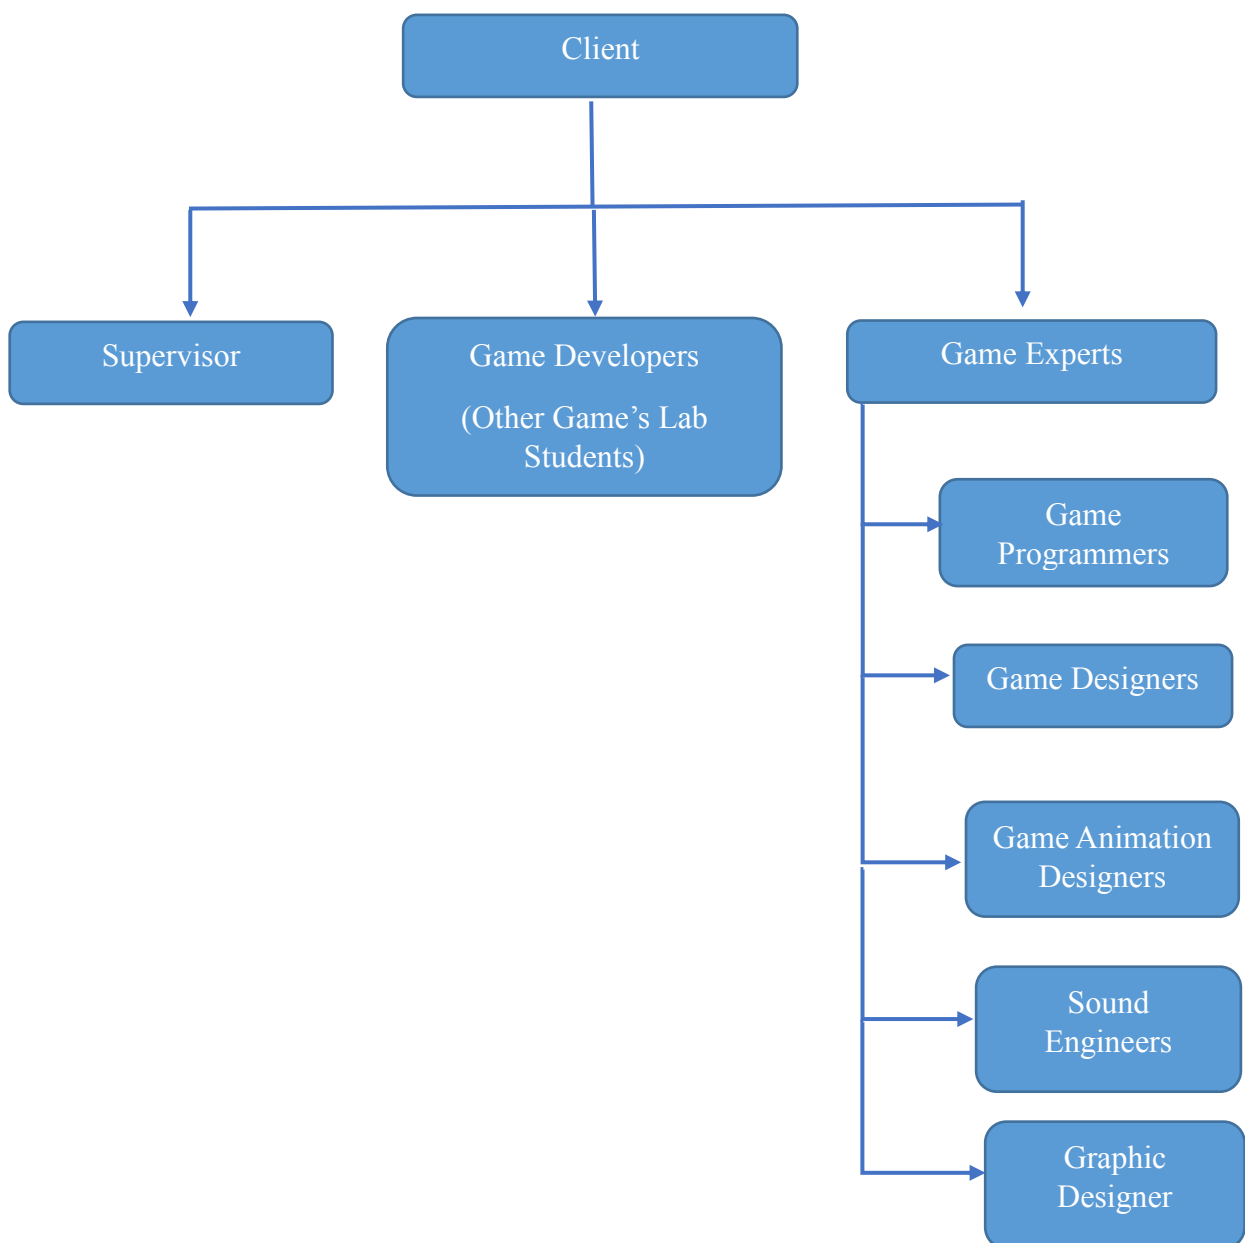 Client
Supervisor
Game Developers
(Other Game’s Lab
Students)
Game Experts
Game
Programmers
Game Designers
Game Animation
Designers
Sound
Engineers
Graphic
Designer